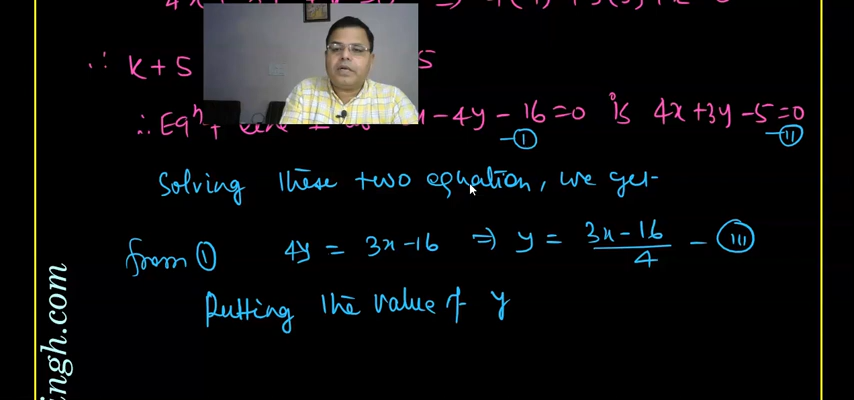 ∴ K + 5 5
∴ Eqⁿ - 4y - 16 = 0 is 4x + 3y - 5 = 0
- (I) - (II)
Solving these two equation, we get
from (I) 4y = 3x - 16 ⇒ y = (3x - 16)/4 - (III)
Putting the value of y
ingh.com